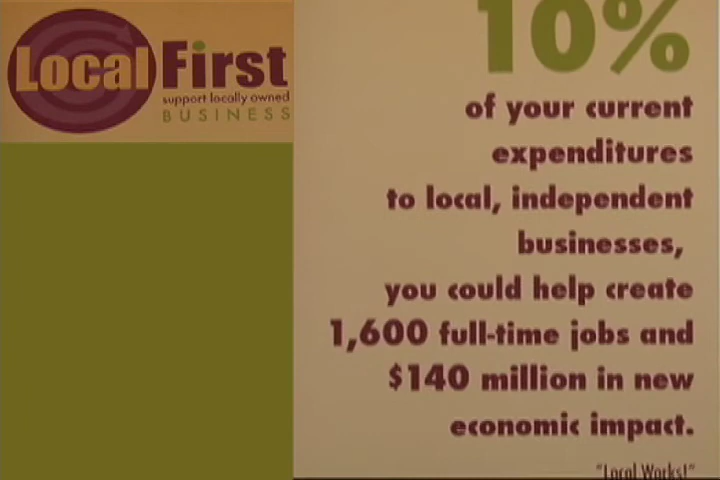 Local First
support locally owned
BUSINESS
10%
of your current
expenditures
to local, independent
businesses,
you could help create
1,600 full-time jobs and
$140 million in new
economic impact.
"Local Works!"